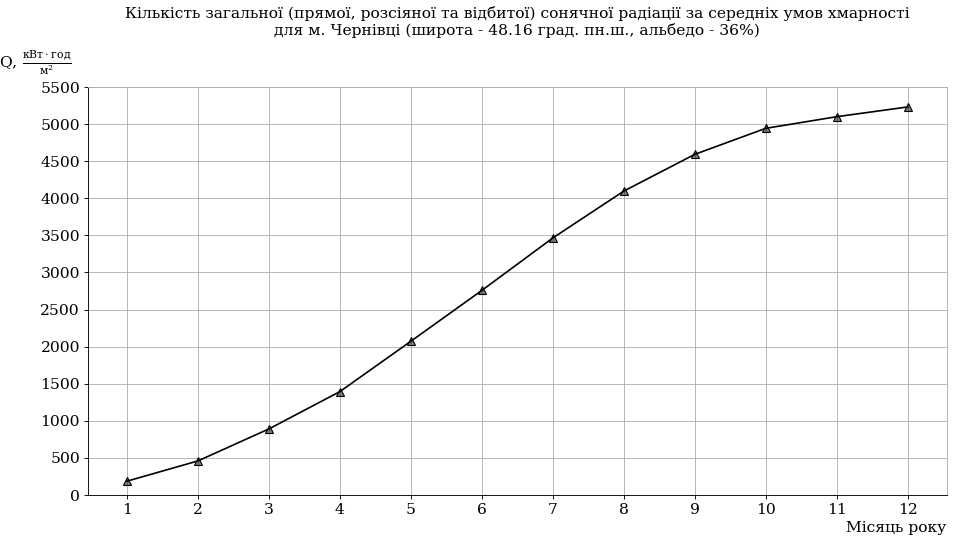 Кількість загальної (прямої, розсіяної та відбитої) сонячної радіації за середніх умов хмарності
для м. Чернівці (широта - 48.16 град. пн.ш., альбедо - 36%)
Q, кВт · год
м²
5500
5000
4500
4000
3500
3000
2500
2000
1500
1000
500
0
1 2 3 4 5 6 7 8 9 10 11 12
Місяць року